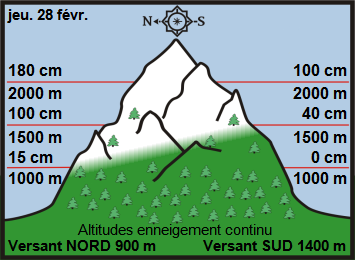 jeu. 28 févr.
N S
180 cm 100 cm
2000 m 2000 m
100 cm 40 cm
1500 m 1500 m
15 cm 0 cm
1000 m 1000 m
Altitudes enneigement continu
Versant NORD 900 m Versant SUD 1400 m